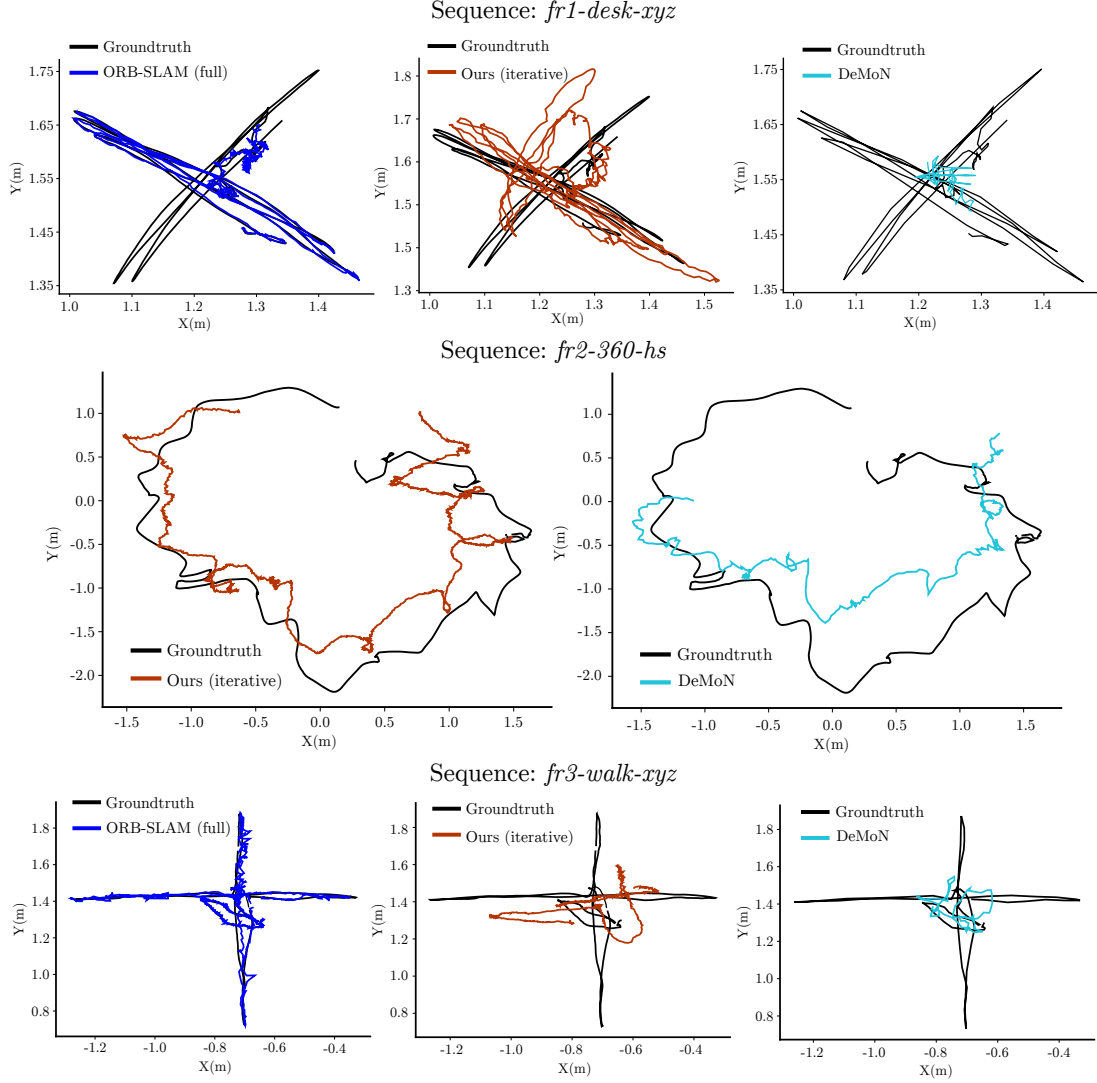 Sequence: fr1-desk-xyz
Groundtruth
ORB-SLAM (full)
1.75
1.65
1.55
1.45
1.35
Y(m)
1.0 1.1 1.2 1.3 1.4
X(m)
Groundtruth
Ours (iterative)
1.8
1.7
1.6
1.5
1.5
1.3
Y(m)
1.0 1.1 1.2 1.3 1.4 1.5
X(m)
Groundtruth
DeMoN
1.75
1.65
1.55
1.45
1.35
Y(m)
1.0 1.1 1.2 1.3 1.4
X(m)
Sequence: fr2-360-hs
1.0
0.5
0.0
-0.5
-1.0
-1.5
-2.0
Y(m)
Groundtruth
Ours (iterative)
-1.5 -1.0 -0.5 0.0 0.5 1.0 1.5
X(m)
1.0
0.5
0.0
-0.5
-1.0
-1.5
-2.0
Y(m)
Groundtruth
DeMoN
-1.5 -1.0 -0.5 0.0 0.5 1.0 1.5
X(m)
Sequence: fr3-walk-xyz
Groundtruth
ORB-SLAM (full)
1.8
1.6
1.4
1.2
1.0
0.8
Y(m)
-1.2 -1.0 -0.8 -0.6 -0.4
X(m)
Groundtruth
Ours (iterative)
1.8
1.6
1.4
1.2
1.0
0.8
Y(m)
-1.2 -1.0 -0.8 -0.6 -0.4
X(m)
Groundtruth
DeMoN
1.8
1.6
1.4
1.2
1.0
0.8
Y(m)
-1.2 -1.0 -0.8 -0.6 -0.4
X(m)